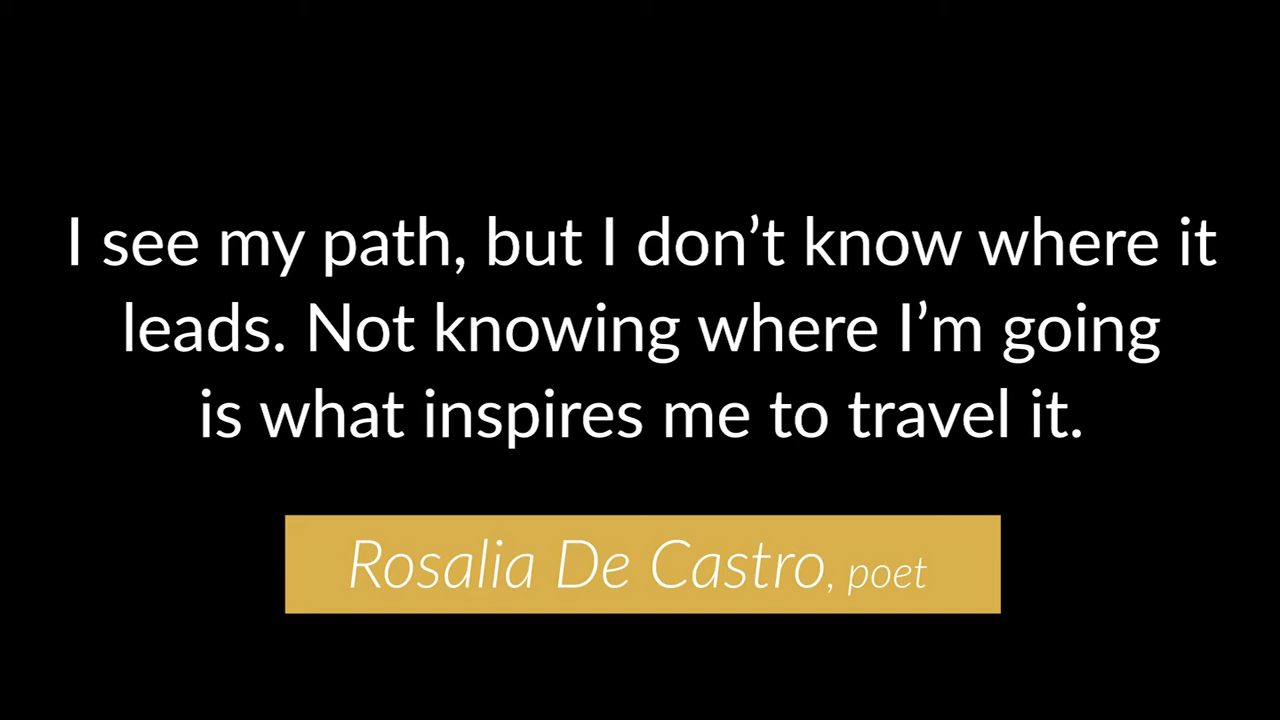 I see my path, but I don’t know where it
leads. Not knowing where I’m going
is what inspires me to travel it.
Rosalia De Castro, poet